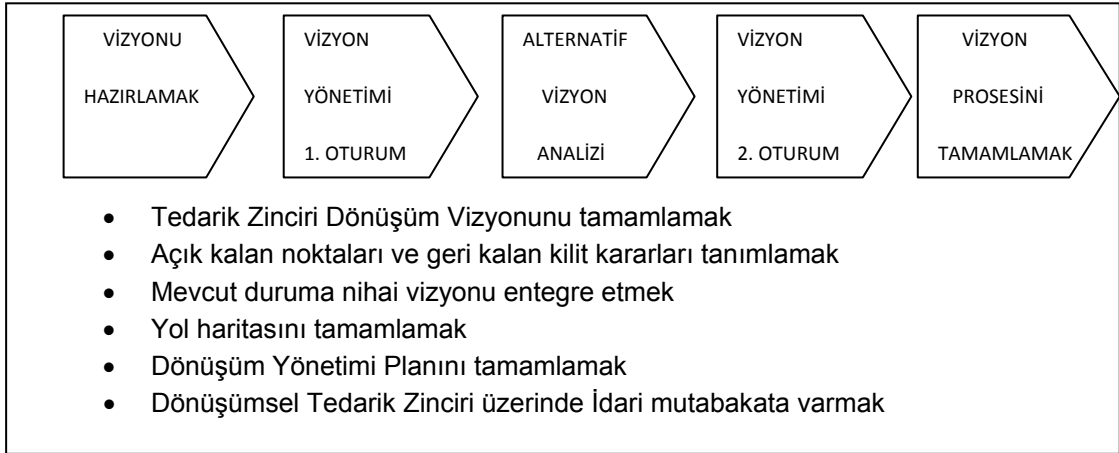 VİZYONU
HAZIRLAMAK
VİZYON
YÖNETİMİ
1. OTURUM
ALTERNATİF
VİZYON
ANALİZİ
VİZYON
YÖNETİMİ
2. OTURUM
VİZYON
PROSESİNİ
TAMAMLAMAK
• Tedarik Zinciri Dönüşüm Vizyonunu tamamlamak
• Açık kalan noktaları ve geri kalan kilit kararları tanımlamak
• Mevcut duruma nihai vizyonu entegre etmek
• Yol haritasını tamamlamak
• Dönüşüm Yönetimi Planını tamamlamak
• Dönüşümsel Tedarik Zinciri üzerinde İdari mutabakata varmak